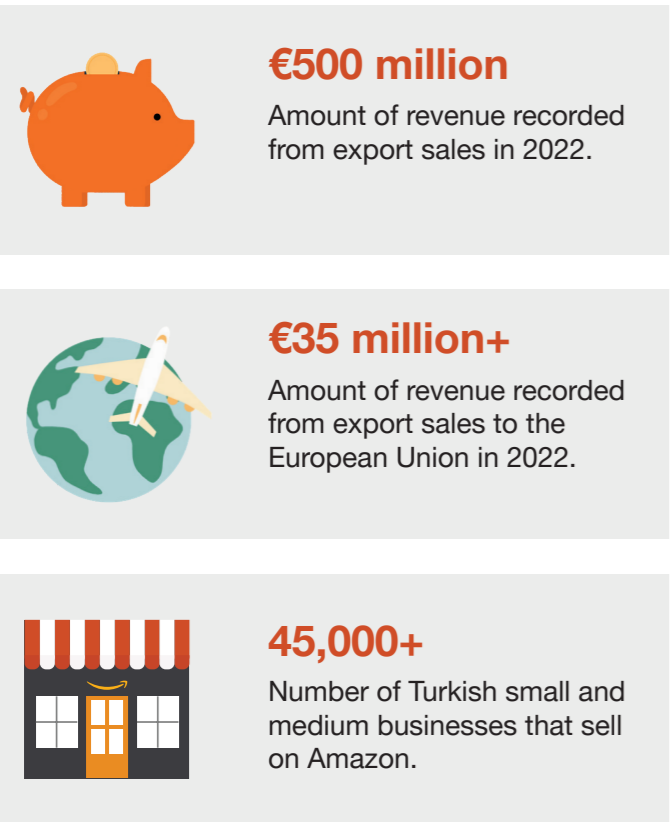 €500 million
Amount of revenue recorded
from export sales in 2022.
€35 million+
Amount of revenue recorded
from export sales to the
European Union in 2022.
45,000+
Number of Turkish small and
medium businesses that sell
on Amazon.